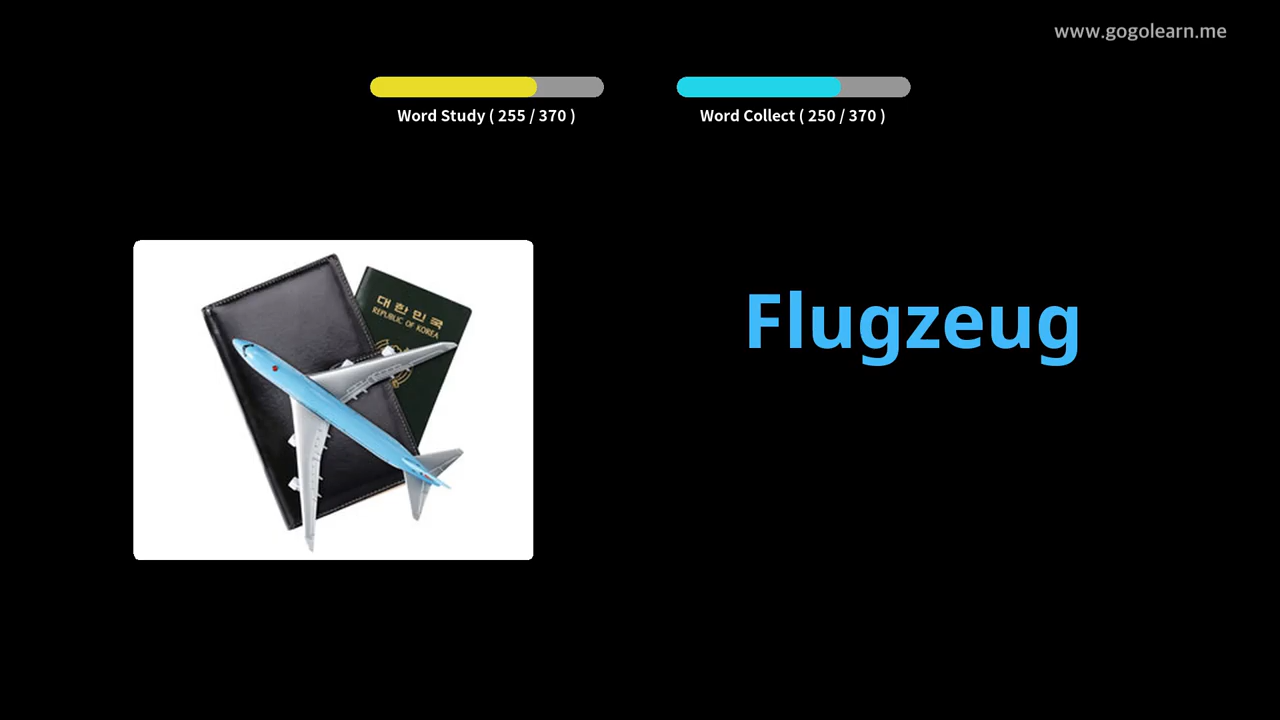 www.gogolearn.me
Word Study ( 255 / 370 )
Word Collect ( 250 / 370 )
대한민국
REPUBLIC OF KOREA
Flugzeug